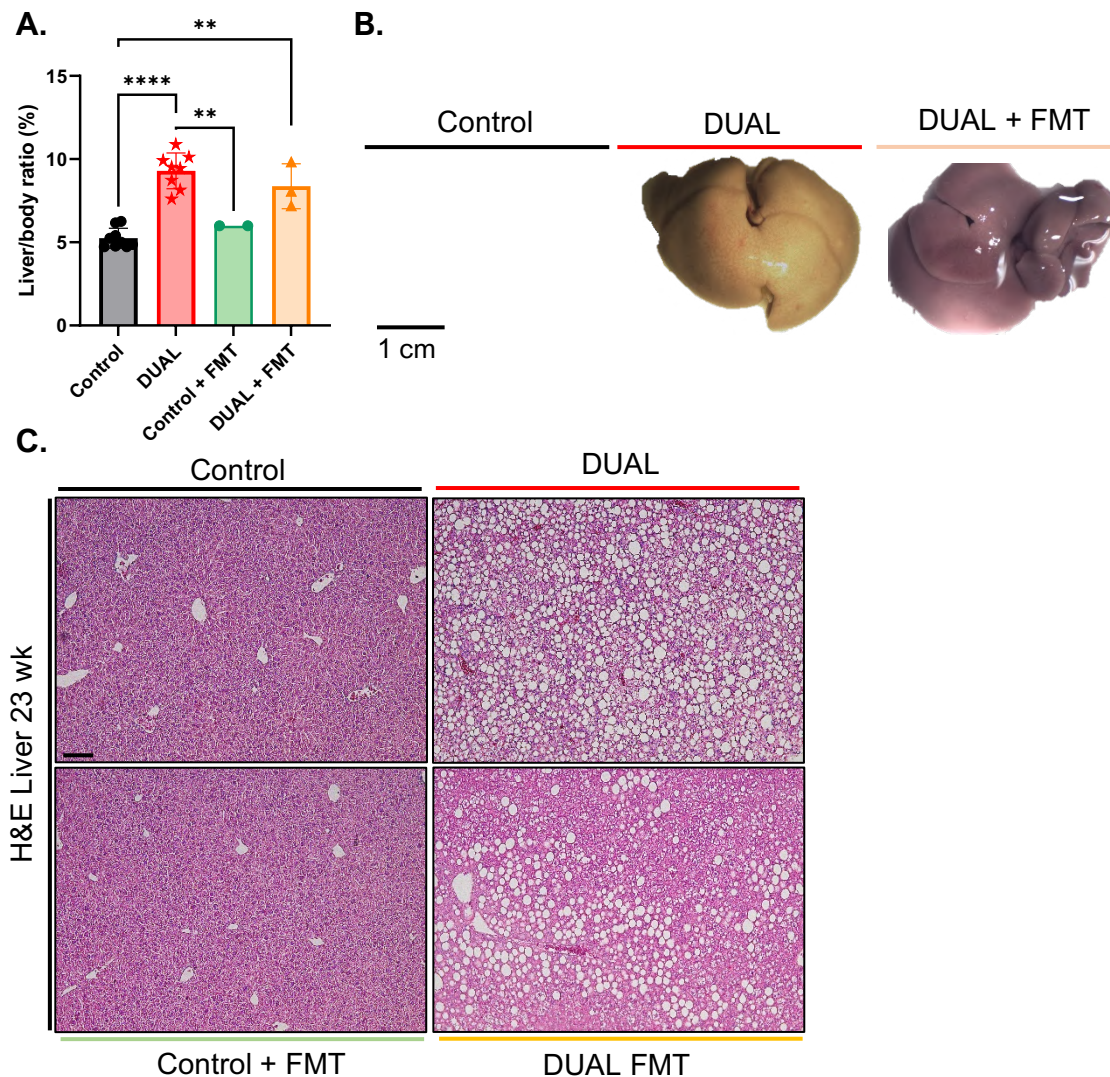 A.
**
****
**
Liver/body ratio (%)
15
10
5
0
Control
DUAL
Control + FMT
DUAL + FMT
B.
Control
DUAL
DUAL + FMT
1 cm
C.
Control
DUAL
H&E Liver 23 wk
Control + FMT
DUAL FMT